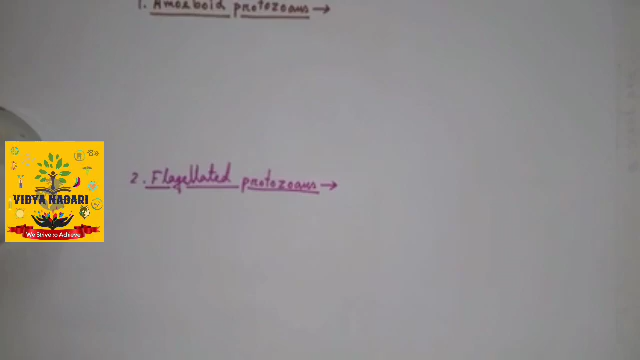 1. Amoeboid protozoans →
2. Flagellated protozoans →
VIDYA NAGARI
We Strive to Achieve